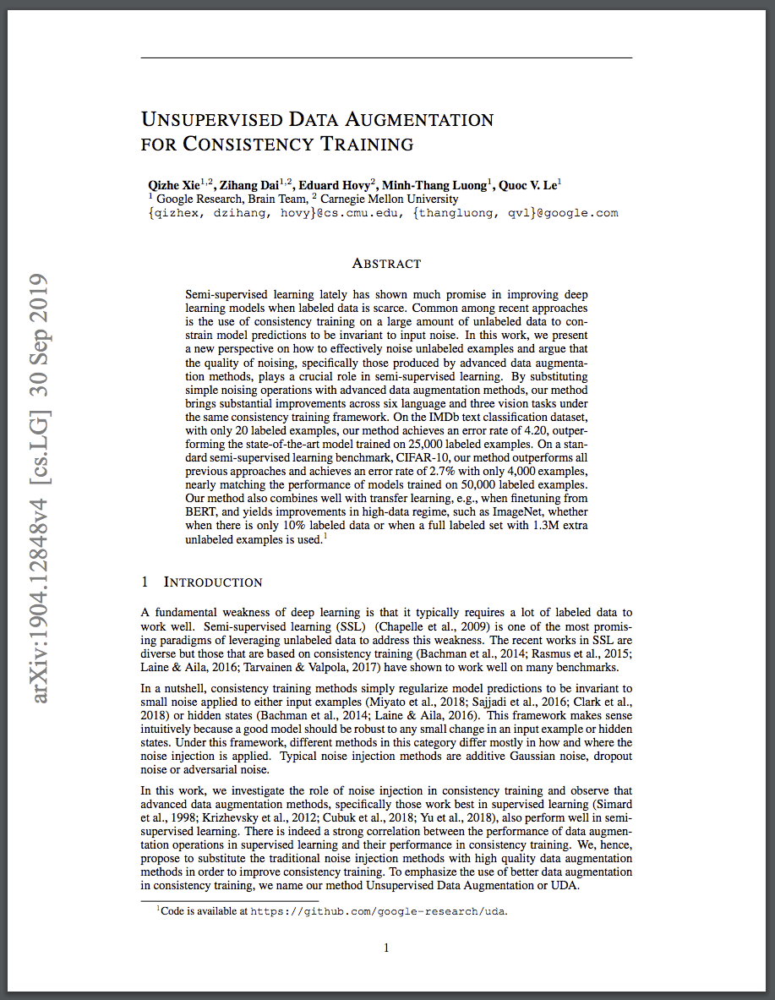 UNSUPERVISED DATA AUGMENTATION
FOR CONSISTENCY TRAINING
Qizhe Xie1,2, Zihang Dai1,2, Eduard Hovy2, Minh-Thang Luong1, Quoc V. Le1
1 Google Research, Brain Team, 2 Carnegie Mellon University
{qizhex, dzihang, hovy}@cs.cmu.edu, {thangluong, qvl}@google.com
ABSTRACT
Semi-supervised learning lately has shown much promise in improving deep
learning models when labeled data is scarce. Common among recent approaches
is the use of consistency training on a large amount of unlabeled data to con-
strain model predictions to be invariant to input noise. In this work, we present
a new perspective on how to effectively noise unlabeled examples and argue that
the quality of noising, specifically those produced by advanced data augmenta-
tion methods, plays a crucial role in semi-supervised learning. By substituting
simple noising operations with advanced data augmentation methods, our method
brings substantial improvements across six language and three vision tasks under
the same consistency training framework. On the IMDb text classification dataset,
with only 20 labeled examples, our method achieves an error rate of 4.20, outper-
forming the state-of-the-art model trained on 25,000 labeled examples. On a stan-
dard semi-supervised learning benchmark, CIFAR-10, our method outperforms all
previous approaches and achieves an error rate of 2.7% with only 4,000 examples,
nearly matching the performance of models trained on 50,000 labeled examples.
Our method also combines well with transfer learning, e.g., when finetuning from
BERT, and yields improvements in high-data regime, such as ImageNet, whether
when there is only 10% labeled data or when a full labeled set with 1.3M extra
unlabeled examples is used.1
1 INTRODUCTION
A fundamental weakness of deep learning is that it typically requires a lot of labeled data to
work well. Semi-supervised learning (SSL) (Chapelle et al., 2009) is one of the most promis-
ing paradigms of leveraging unlabeled data to address this weakness. The recent works in SSL are
diverse but those that are based on consistency training (Bachman et al., 2014; Rasmus et al., 2015;
Laine & Aila, 2016; Tarvainen & Valpola, 2017) have shown to work well on many benchmarks.
In a nutshell, consistency training methods simply regularize model predictions to be invariant to
small noise applied to either input examples (Miyato et al., 2018; Sajjadi et al., 2016; Clark et al.,
2018) or hidden states (Bachman et al., 2014; Laine & Aila, 2016). This framework makes sense
intuitively because a good model should be robust to any small change in an input example or hidden
states. Under this framework, different methods in this category differ mostly in how and where the
noise injection is applied. Typical noise injection methods are additive Gaussian noise, dropout
noise or adversarial noise.
In this work, we investigate the role of noise injection in consistency training and observe that
advanced data augmentation methods, specifically those work best in supervised learning (Simard
et al., 1998; Krizhevsky et al., 2012; Cubuk et al., 2018; Yu et al., 2018), also perform well in semi-
supervised learning. There is indeed a strong correlation between the performance of data augmen-
tation operations in supervised learning and their performance in consistency training. We, hence,
propose to substitute the traditional noise injection methods with high quality data augmentation
methods in order to improve consistency training. To emphasize the use of better data augmentation
in consistency training, we name our method Unsupervised Data Augmentation or UDA.
1Code is available at https://github.com/google-research/uda.
1
arXiv:1904.12848v4 [cs.LG] 30 Sep 2019